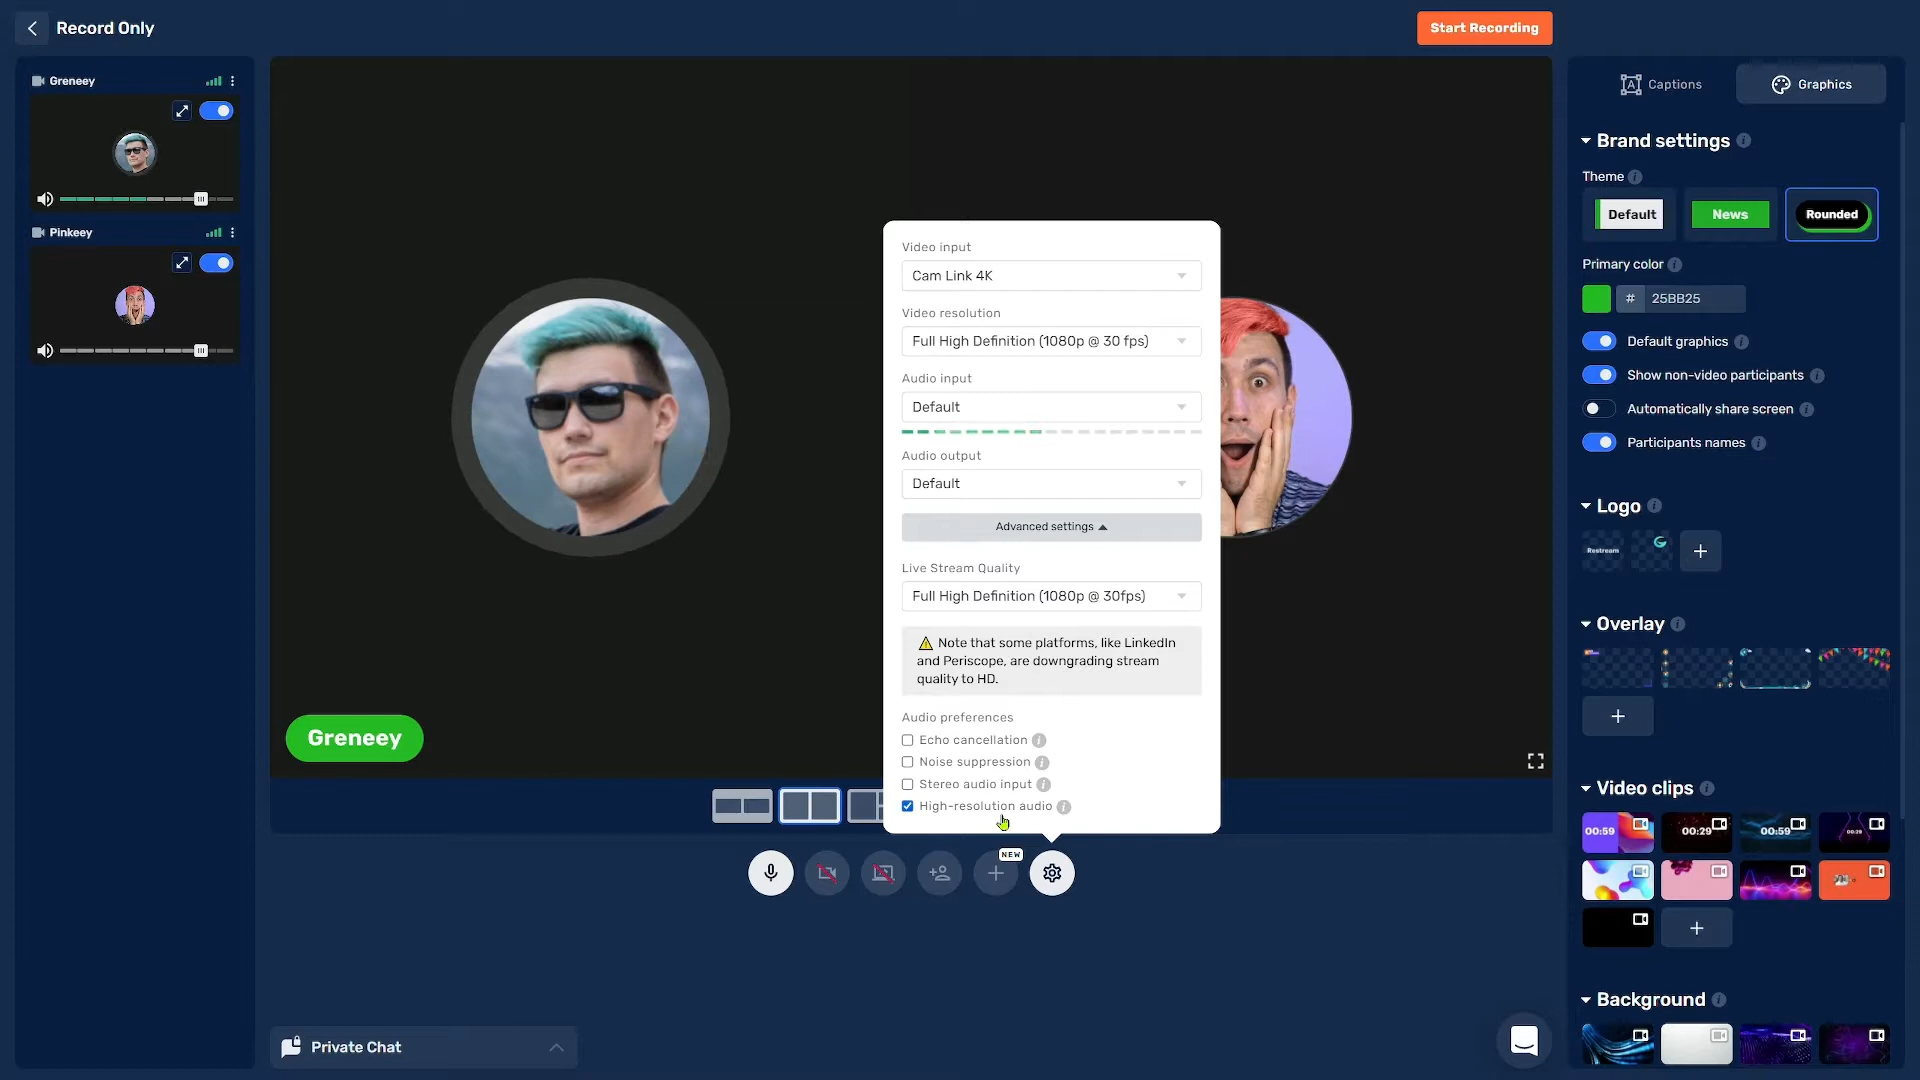 Record Only
Start Recording
Greneey
Pinkeey
Video input
Cam Link 4K
Video resolution
Full High Definition (1080p @ 30 fps)
Audio input
Default
Audio output
Default
Advanced settings
Live Stream Quality
Full High Definition (1080p @ 30fps)
Note that some platforms, like LinkedIn
and Periscope, are downgrading stream
quality to HD.
Audio preferences
Echo cancellation
Noise suppression
Stereo audio input
High-resolution audio
Greneey
NEW
Private Chat
Captions
Graphics
Brand settings
Theme
Default
News
Rounded
Primary color
# 25BB25
Default graphics
Show non-video participants
Automatically share screen
Participants names
Logo
Restream
Overlay
Video clips
00:59
00:29
00:59
00:29
Background